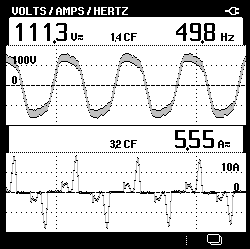 VOLTS/AMPS/HERTZ
111.3 V≂ 1,4 CF 49.8 Hz
100V
0
3,2 CF 5.55 A≂
10A
0